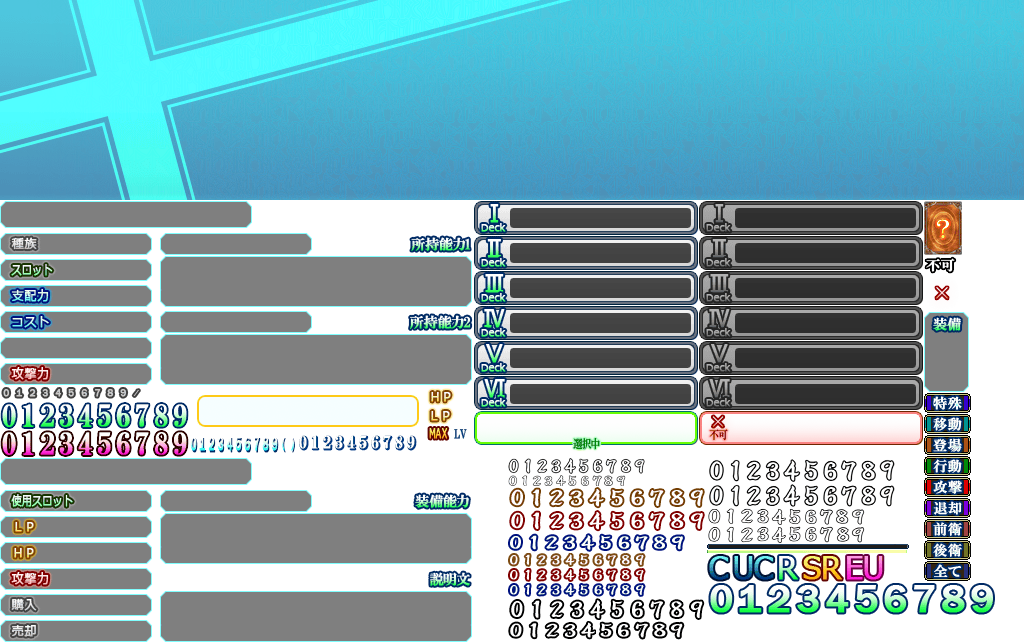 種族
所持能力1
スロット
支配力
コスト
所持能力2
攻撃力
0123456789/
0123456789
0123456789
0123456789()
0123456789
HP
LP
MAX LV
使用スロット
装備能力
LP
HP
攻撃力
説明文
購入
売却
I Deck
II Deck
III Deck
IV Deck
V Deck
VI Deck
選択中
I Deck
II Deck
III Deck
IV Deck
V Deck
VI Deck
×
不可
0123456789
0123456789
0123456789
0123456789
0123456789
0123456789
0123456789
0123456789
0123456789
0123456789
0123456789
0123456789
0123456789
0123456789
CUCRSREU
0123456789
?
不可
×
装備
特殊
移動
登場
行動
攻撃
退却
前衛
後衛
全て